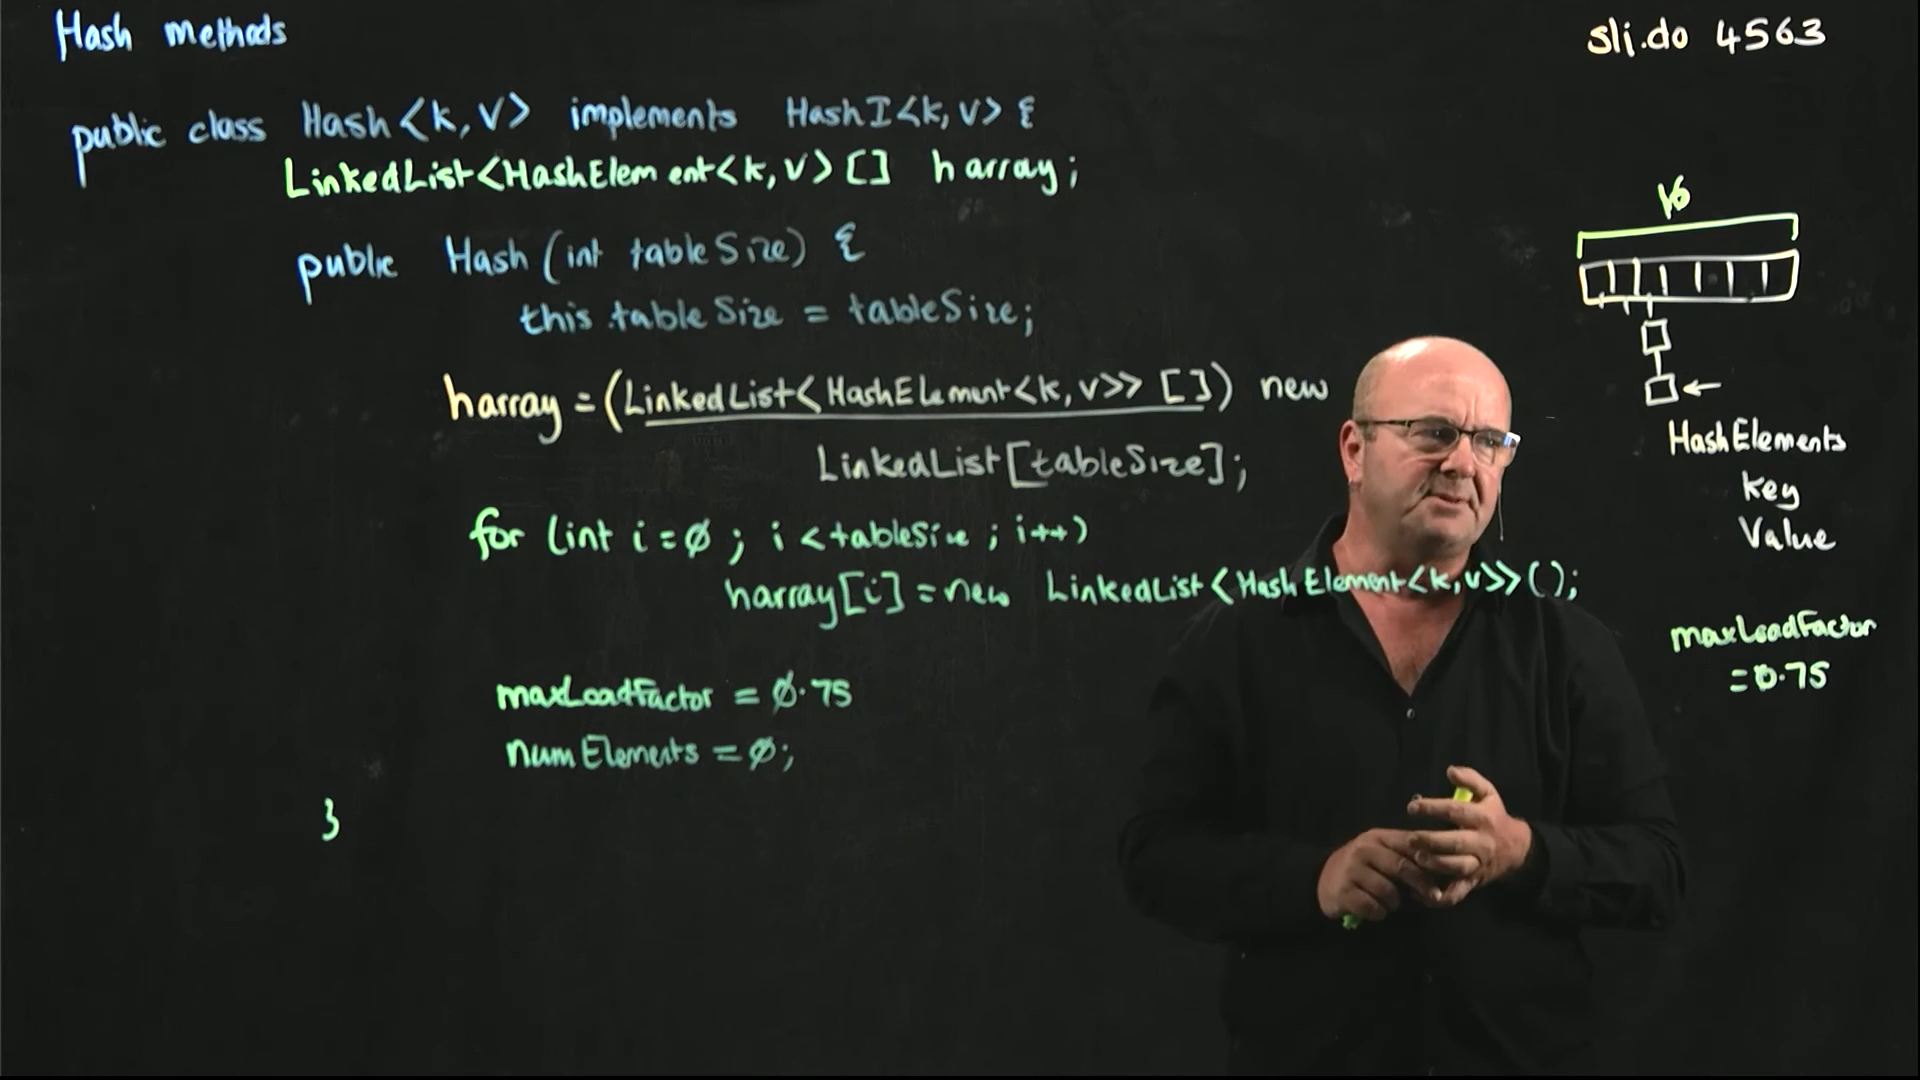 Hash methods
sli.do 4563
public class Hash<k,V> implements HashI<k,v> {
LinkedList<HashElement<k,v>[] harray;
public Hash (int tableSize) {
this.tableSize = tableSize;
harray = (LinkedList<HashElement<k,v>>[]) new
LinkedList[tableSize];
for (int i=0; i<tableSize; i++)
harray[i] = new LinkedList<HashElement<k,v>>();
maxLoadFactor = 0.75
numElements = 0;
}
16
HashElements
key
Value
maxLoadFactor
=0.75